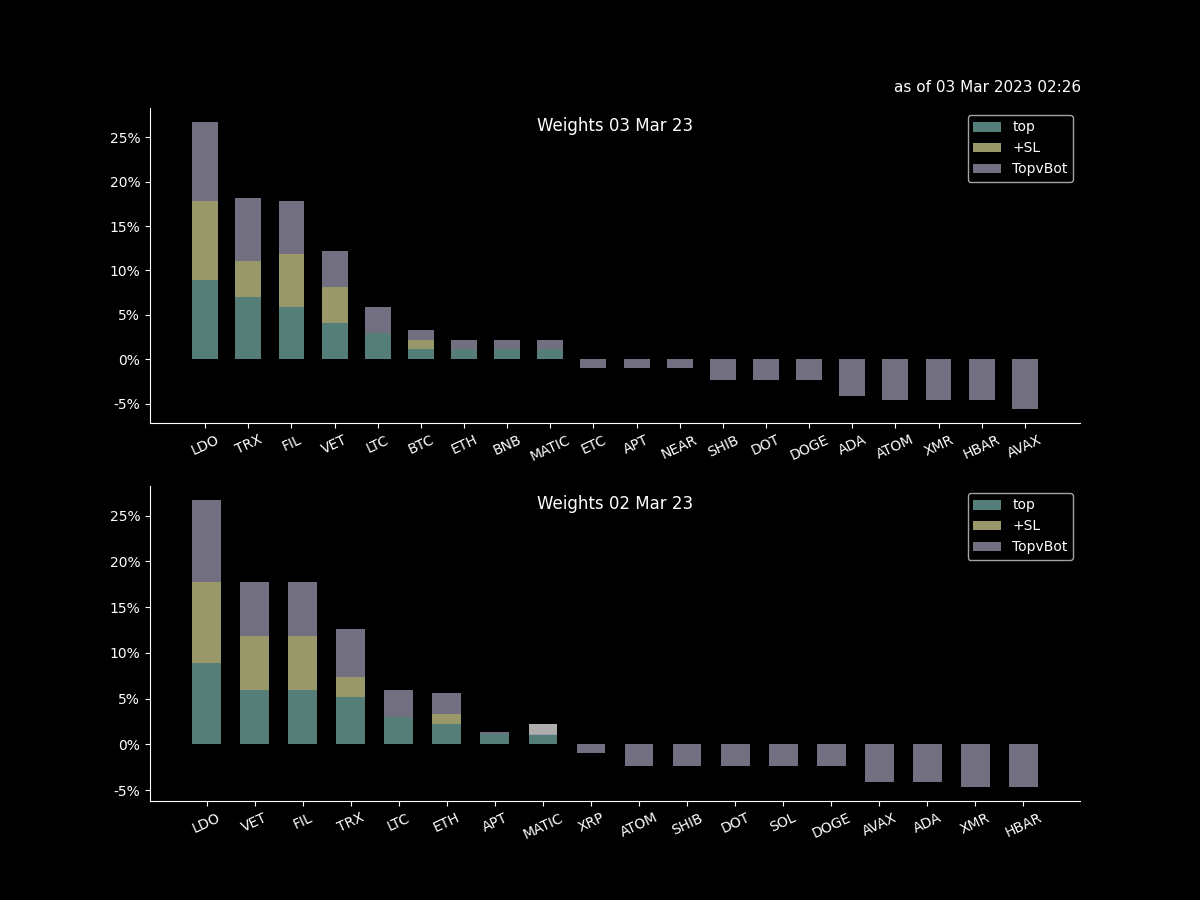 as of 03 Mar 2023 02:26
Weights 03 Mar 23
top
+SL
TopvBot
25%
20%
15%
10%
5%
0%
-5%
LDO TRX FIL VET LTC BTC ETH BNB MATIC ETC APT NEAR SHIB DOT DOGE ADA ATOM XMR HBAR AVAX
Weights 02 Mar 23
top
+SL
TopvBot
25%
20%
15%
10%
5%
0%
-5%
LDO VET FIL TRX LTC ETH APT MATIC XRP ATOM SHIB DOT SOL DOGE AVAX ADA XMR HBAR